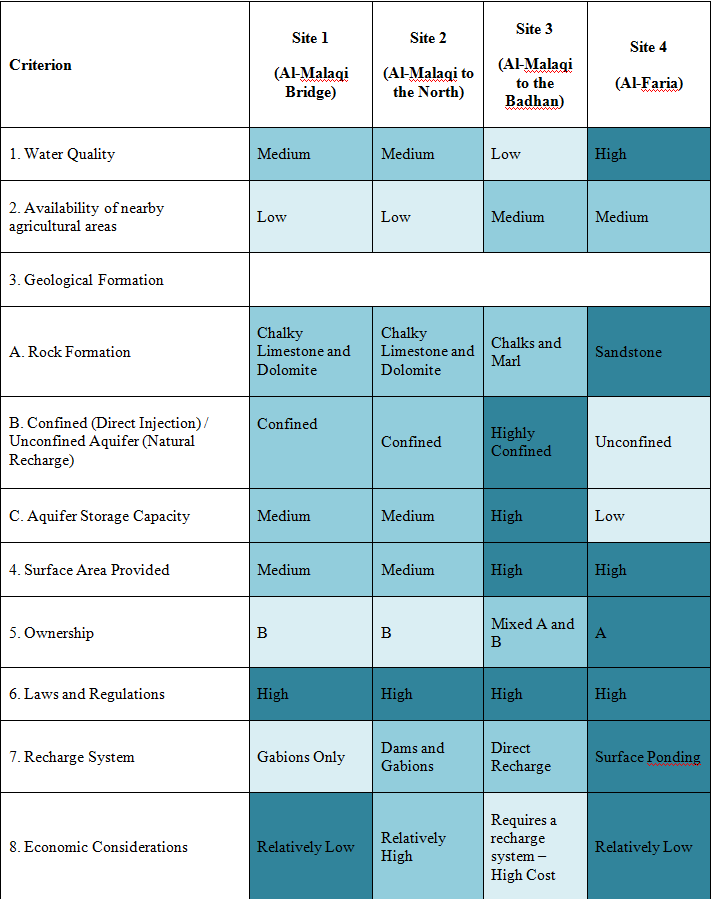 Criterion
Site 1
(Al-Malaqi
Bridge)
Site 2
(Al-Malaqi to
the North)
Site 3
(Al-Malaqi
to the
Badhan)
Site 4
(Al-Faria)
1. Water Quality
Medium
Medium
Low
High
2. Availability of nearby
agricultural areas
Low
Low
Medium
Medium
3. Geological Formation
A. Rock Formation
Chalky
Limestone and
Dolomite
Chalky
Limestone and
Dolomite
Chalks and
Marl
Sandstone
B. Confined (Direct Injection) /
Unconfined Aquifer (Natural
Recharge)
Confined
Confined
Highly
Confined
Unconfined
C. Aquifer Storage Capacity
Medium
Medium
High
Low
4. Surface Area Provided
Medium
Medium
High
High
5. Ownership
B
B
Mixed A and
B
A
6. Laws and Regulations
High
High
High
High
7. Recharge System
Gabions Only
Dams and
Gabions
Direct
Recharge
Surface Ponding
8. Economic Considerations
Relatively Low
Relatively
High
Requires a
recharge
system –
High Cost
Relatively Low